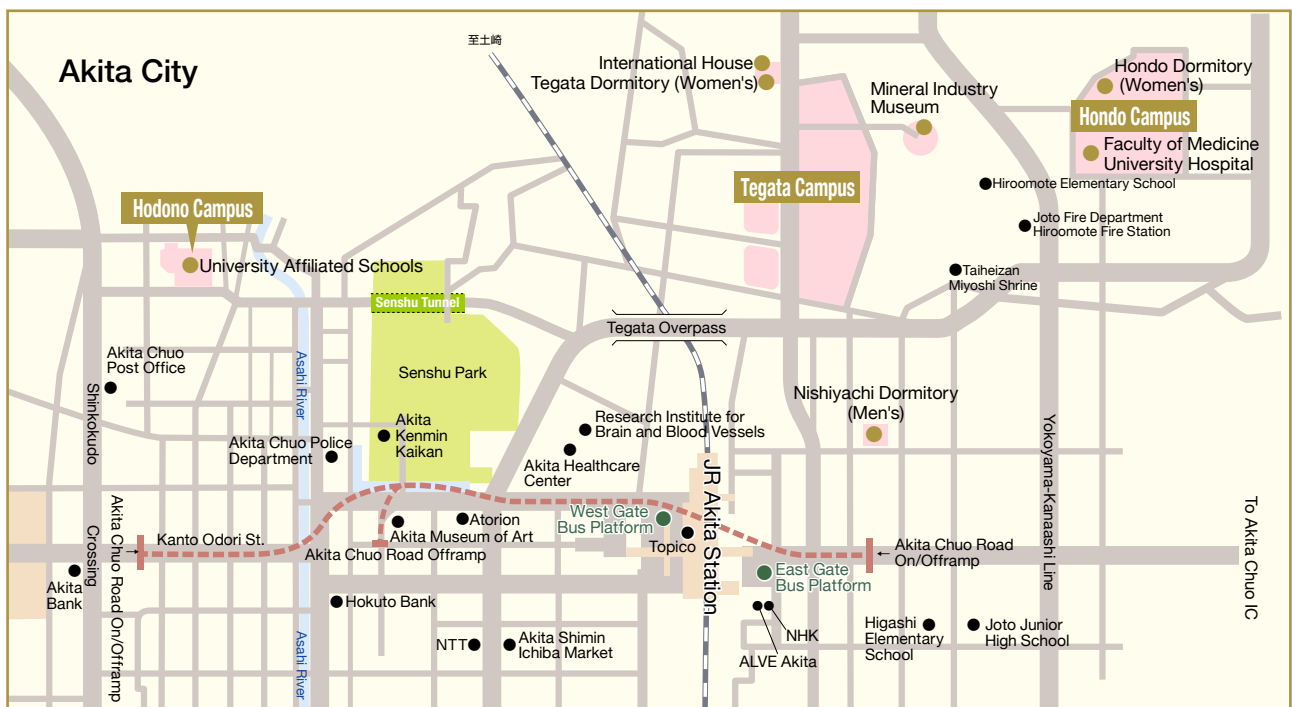 至土崎
Akita City
International House
Tegata Dormitory (Women's)
Mineral Industry
Museum
Hondo Dormitory
(Women's)
Hondo Campus
Faculty of Medicine
University Hospital
Tegata Campus
Hiroomote Elementary School
Hodono Campus
Joto Fire Department
Hiroomote Fire Station
University Affiliated Schools
Taiheizan
Miyoshi Shrine
Senshu Tunnel
Tegata Overpass
Akita Chuo
Post Office
Asahi River
Senshu Park
Shinkokudo
Nishiyachi Dormitory
(Men's)
Akita
Kenmin
Kaikan
Research Institute for
Brain and Blood Vessels
Yokoyama-Kanaashi Line
Akita Chuo Police
Department
Akita Healthcare
Center
JR Akita Station
Akita Chuo Road On/Offramp
To Akita Chuo IC
West Gate
Bus Platform
Atorion
Akita Museum of Art
Crossing
Kanto Odori St.
Akita Chuo Road Offramp
Topico
Akita Chuo Road
On/Offramp
East Gate
Bus Platform
Akita
Bank
Hokuto Bank
Asahi River
NTT
Akita Shimin
Ichiba Market
NHK
ALVE Akita
Higashi
Elementary
School
Joto Junior
High School